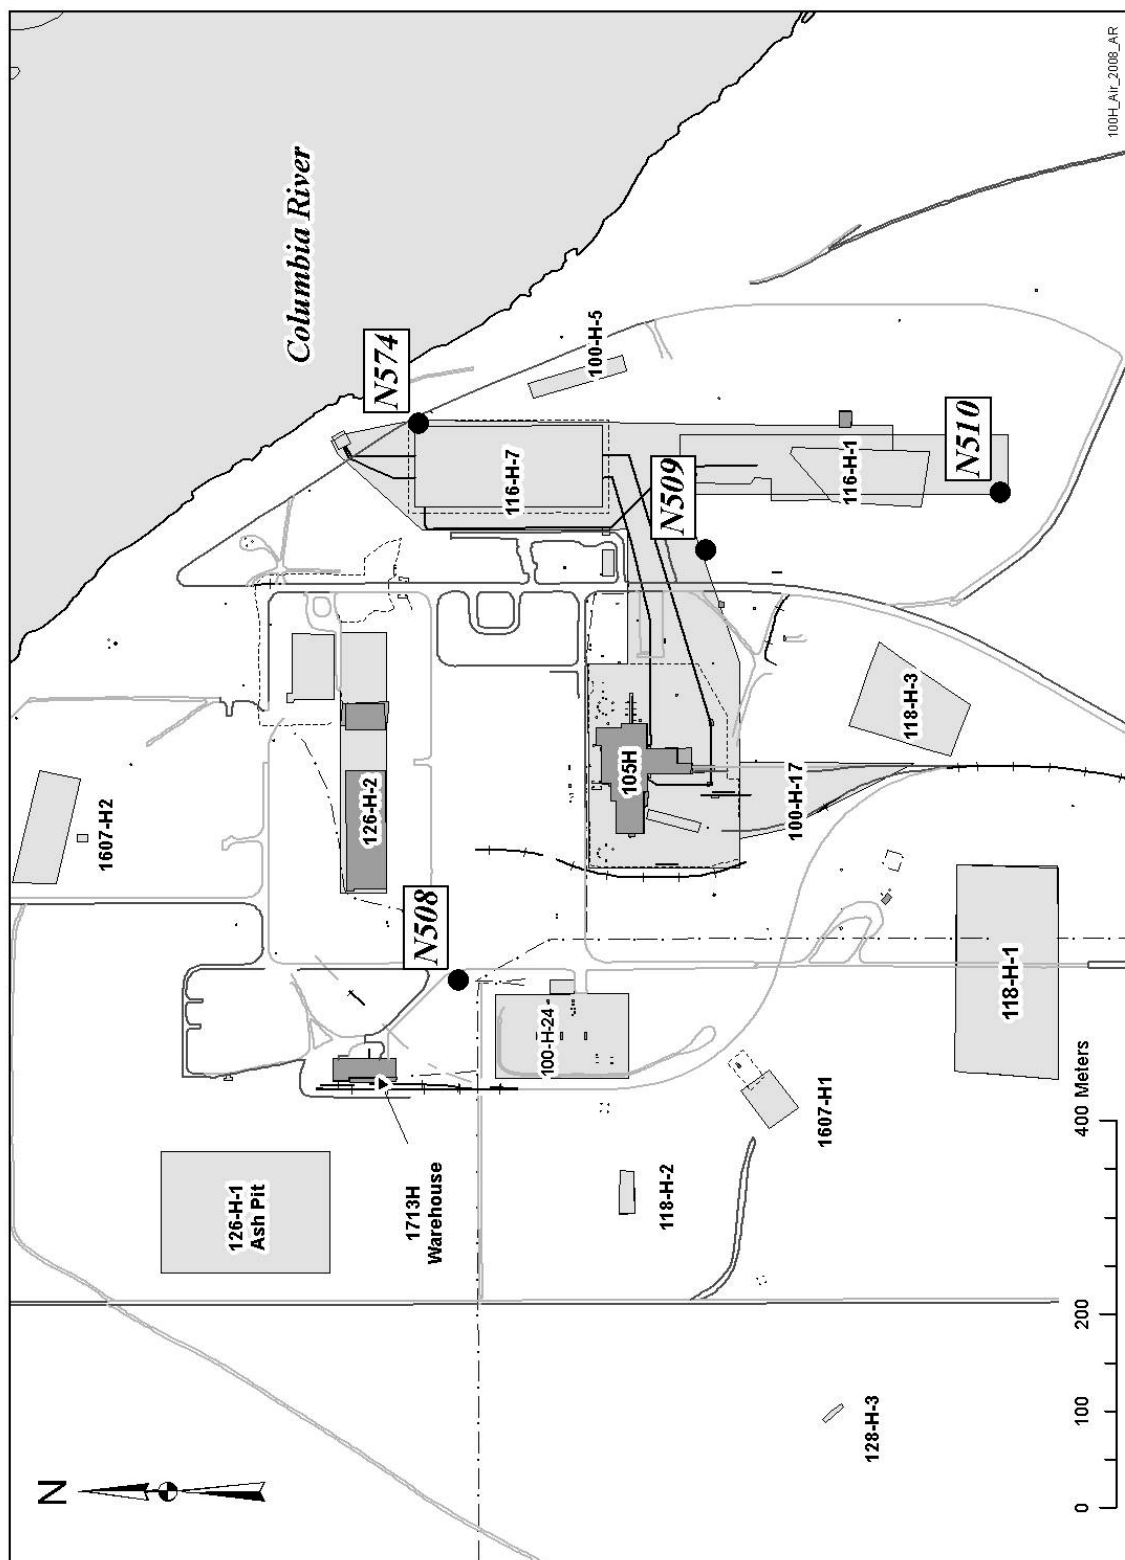 N
Columbia River
N574
100-H-5
116-H-7
N509
116-H-1
N510
1607-H2
126-H-2
N508
105H
118-H-3
100-H-17
126-H-1
Ash Pit
1713H
Warehouse
100-H-24
118-H-2
1607-H1
118-H-1
128-H-3
0 100 200 400 Meters
100H_Air_2008_AR